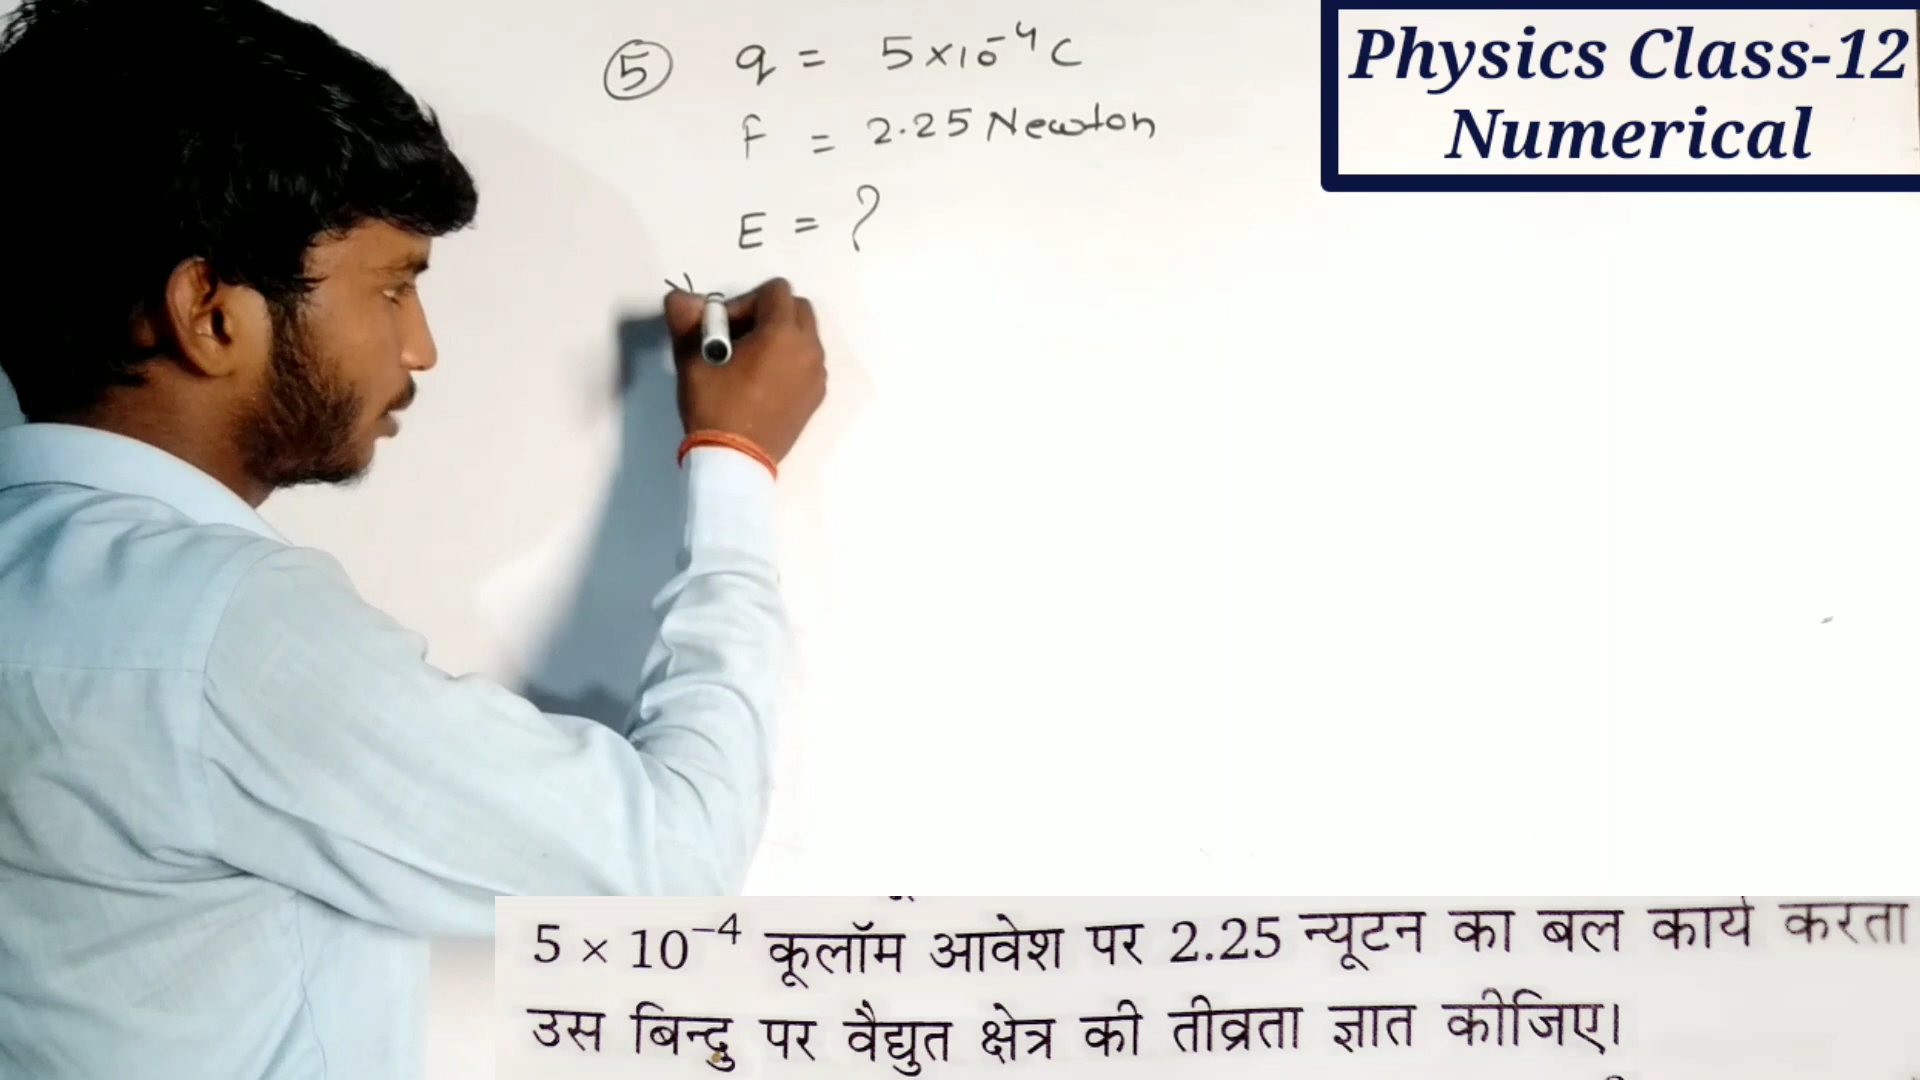 Physics Class-12
Numerical
⑤ q = 5×10⁻⁴ C
F = 2.25 Newton
E = ?
5 × 10⁻⁴ कूलॉम आवेश पर 2.25 न्यूटन का बल कार्य करता
उस बिन्दु पर वैद्युत क्षेत्र की तीव्रता ज्ञात कीजिए।